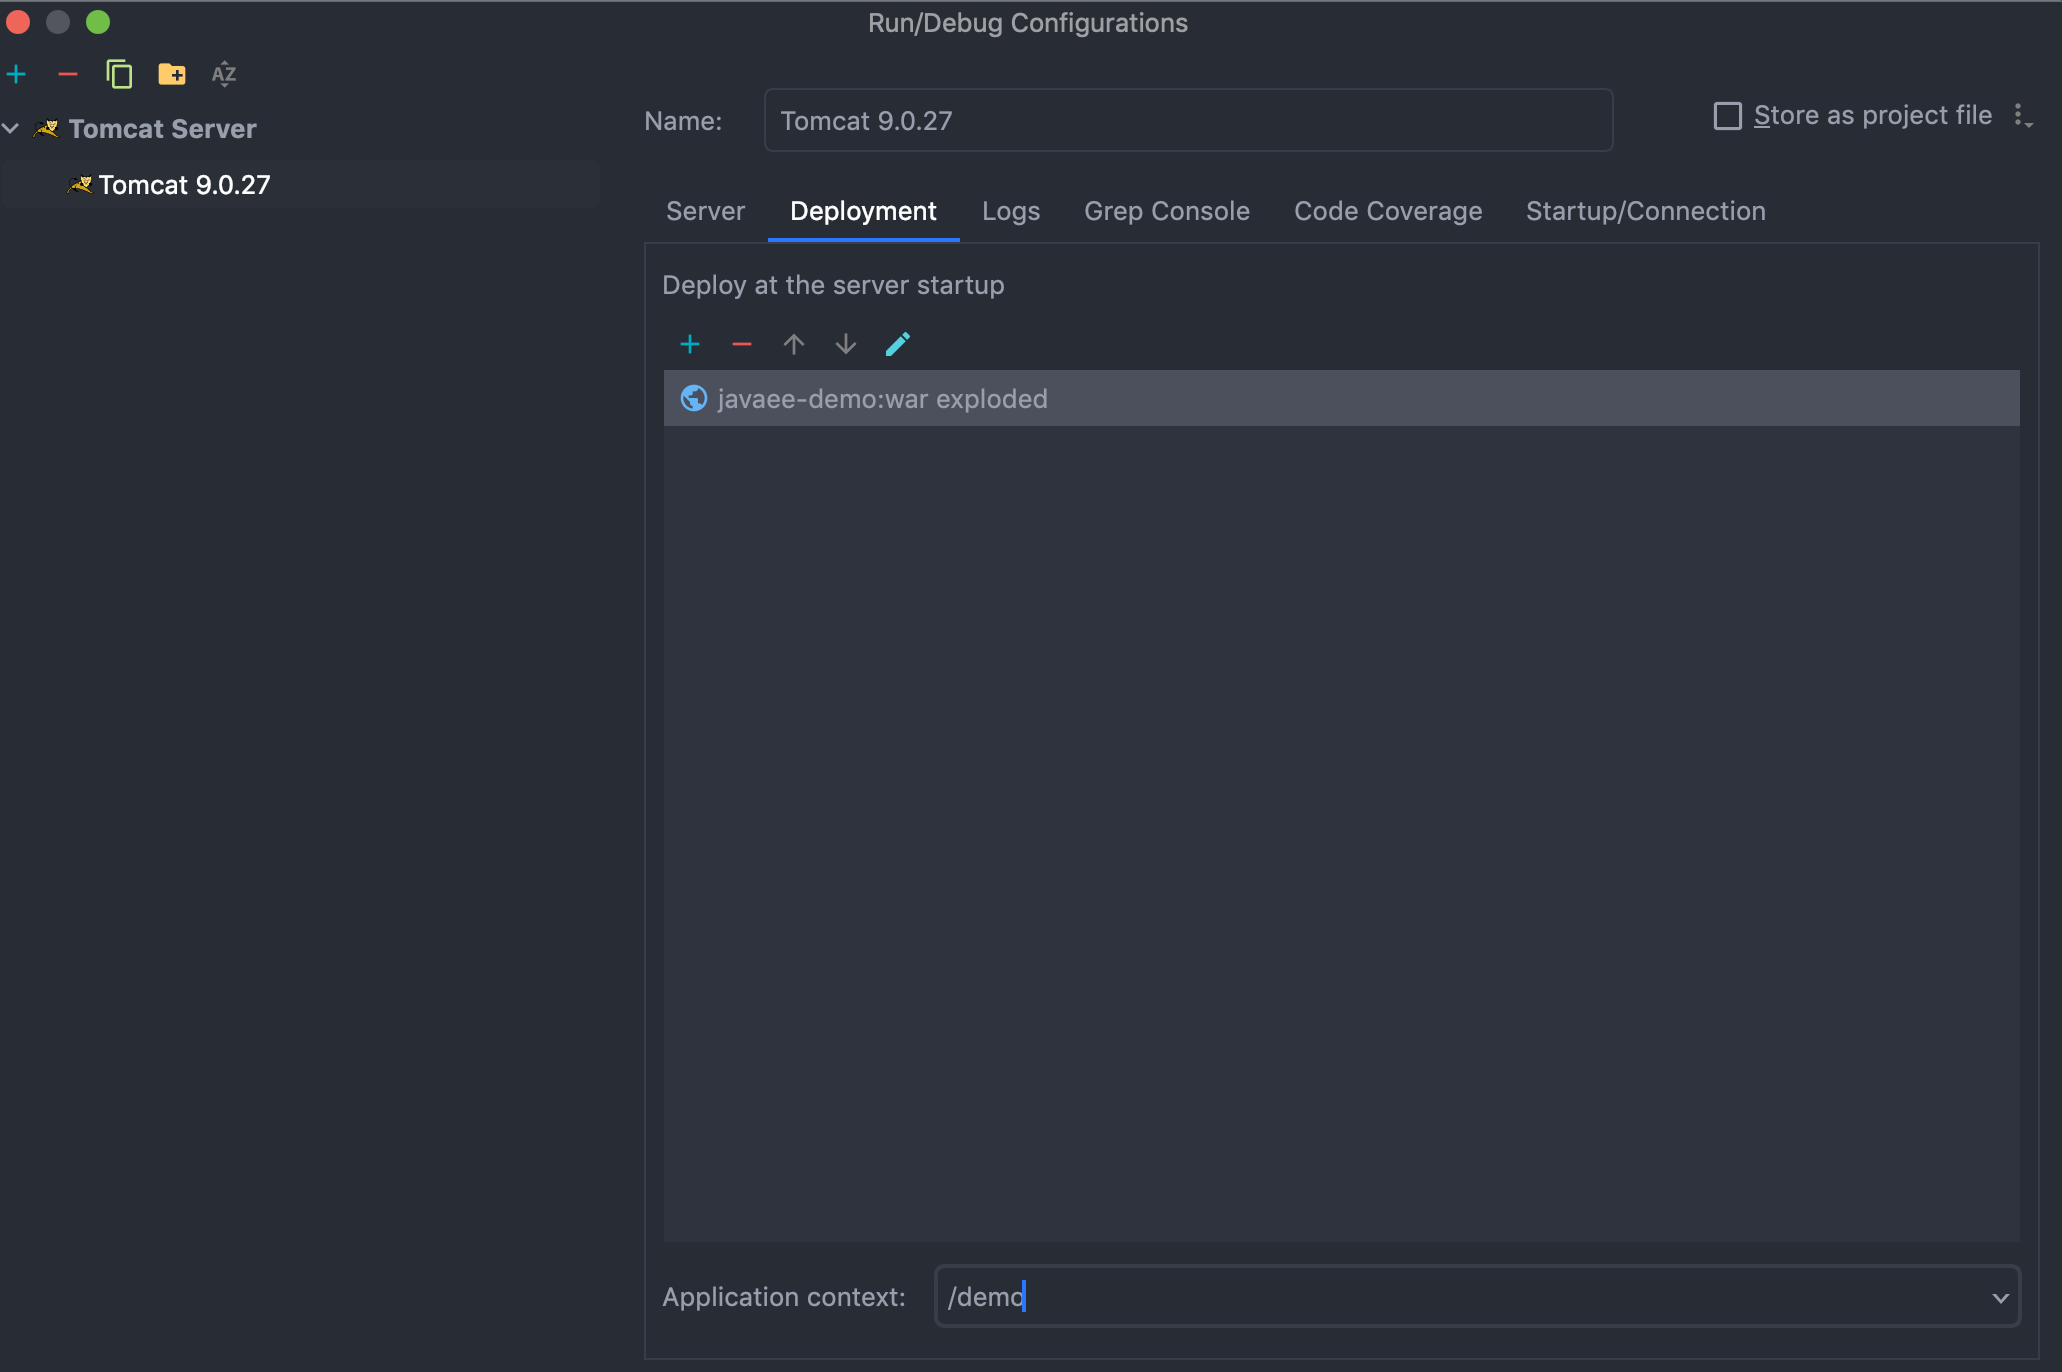 Run/Debug Configurations
AZ
Tomcat Server
Tomcat 9.0.27
Name: Tomcat 9.0.27 Store as project file
Server Deployment Logs Grep Console Code Coverage Startup/Connection
Deploy at the server startup
javaee-demo:war exploded
Application context: /demo